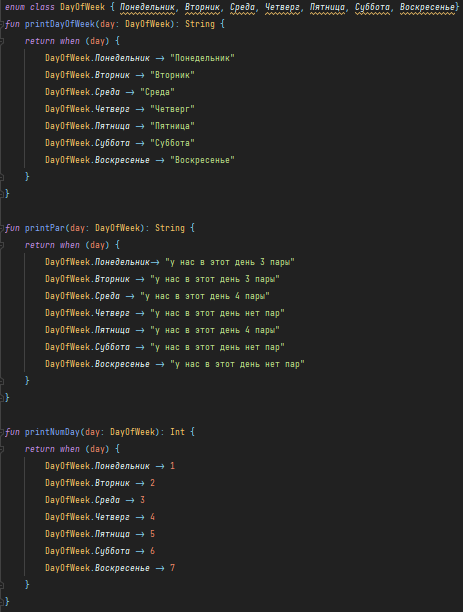 enum class DayOfWeek { Понедельник, Вторник, Среда, Четверг, Пятница, Суббота, Воскресенье}
fun printDayOfWeek(day: DayOfWeek): String {
return when (day) {
DayOfWeek.Понедельник → "Понедельник"
DayOfWeek.Вторник → "Вторник"
DayOfWeek.Среда → "Среда"
DayOfWeek.Четверг → "Четверг"
DayOfWeek.Пятница → "Пятница"
DayOfWeek.Суббота → "Суббота"
DayOfWeek.Воскресенье → "Воскресенье"
}
}
fun printPar(day: DayOfWeek): String {
return when (day) {
DayOfWeek.Понедельник→ "у нас в этот день 3 пары"
DayOfWeek.Вторник → "у нас в этот день 3 пары"
DayOfWeek.Среда → "у нас в этот день 4 пары"
DayOfWeek.Четверг → "у нас в этот день нет пар"
DayOfWeek.Пятница → "у нас в этот день 4 пары"
DayOfWeek.Суббота → "у нас в этот день нет пар"
DayOfWeek.Воскресенье → "у нас в этот день нет пар"
}
}
fun printNumDay(day: DayOfWeek): Int {
return when (day) {
DayOfWeek.Понедельник → 1
DayOfWeek.Вторник → 2
DayOfWeek.Среда → 3
DayOfWeek.Четверг → 4
DayOfWeek.Пятница → 5
DayOfWeek.Суббота → 6
DayOfWeek.Воскресенье → 7
}
}